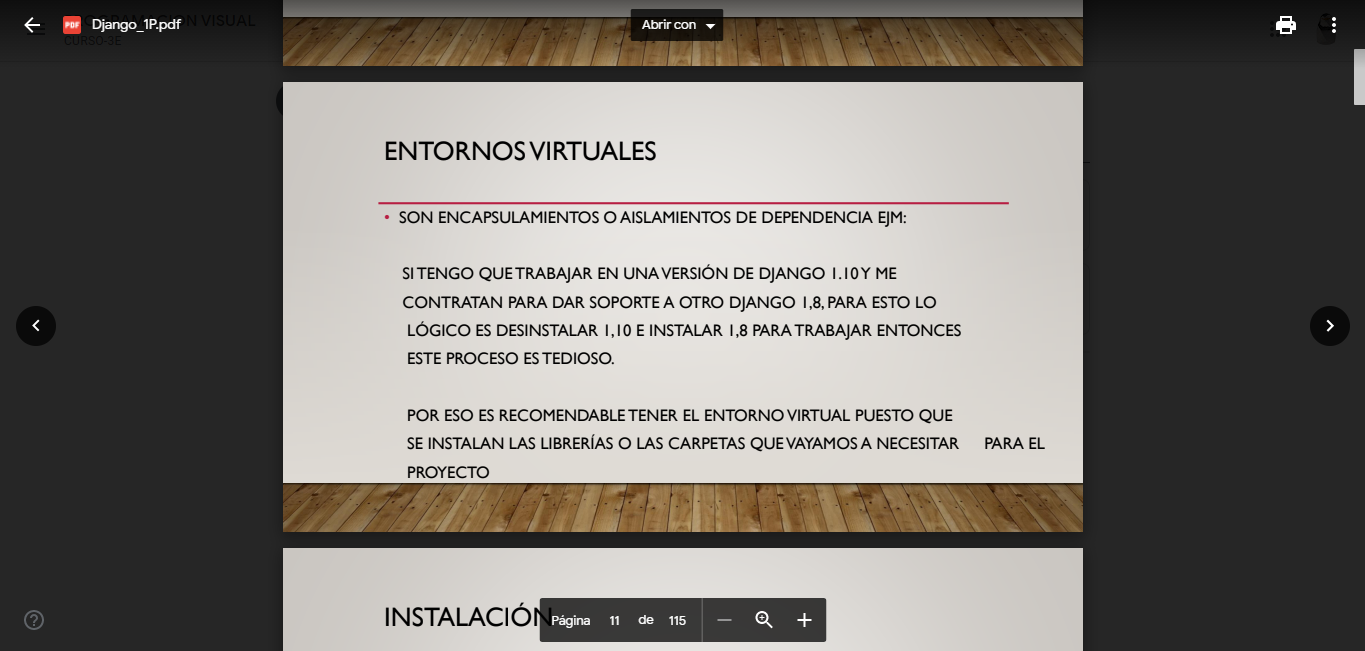 PROGRAMACION VISUAL
CURSO-3E
PDF Django_1P.pdf
Abrir con
ENTORNOS VIRTUALES
• SON ENCAPSULAMIENTOS O AISLAMIENTOS DE DEPENDENCIA EJM:
SI TENGO QUE TRABAJAR EN UNA VERSIÓN DE DJANGO 1.10 Y ME
CONTRATAN PARA DAR SOPORTE A OTRO DJANGO 1,8, PARA ESTO LO
LÓGICO ES DESINSTALAR 1,10 E INSTALAR 1,8 PARA TRABAJAR ENTONCES
ESTE PROCESO ES TEDIOSO.
POR ESO ES RECOMENDABLE TENER EL ENTORNO VIRTUAL PUESTO QUE
SE INSTALAN LAS LIBRERÍAS O LAS CARPETAS QUE VAYAMOS A NECESITAR PARA EL
PROYECTO
INSTALACIÓN
Página 11 de 115